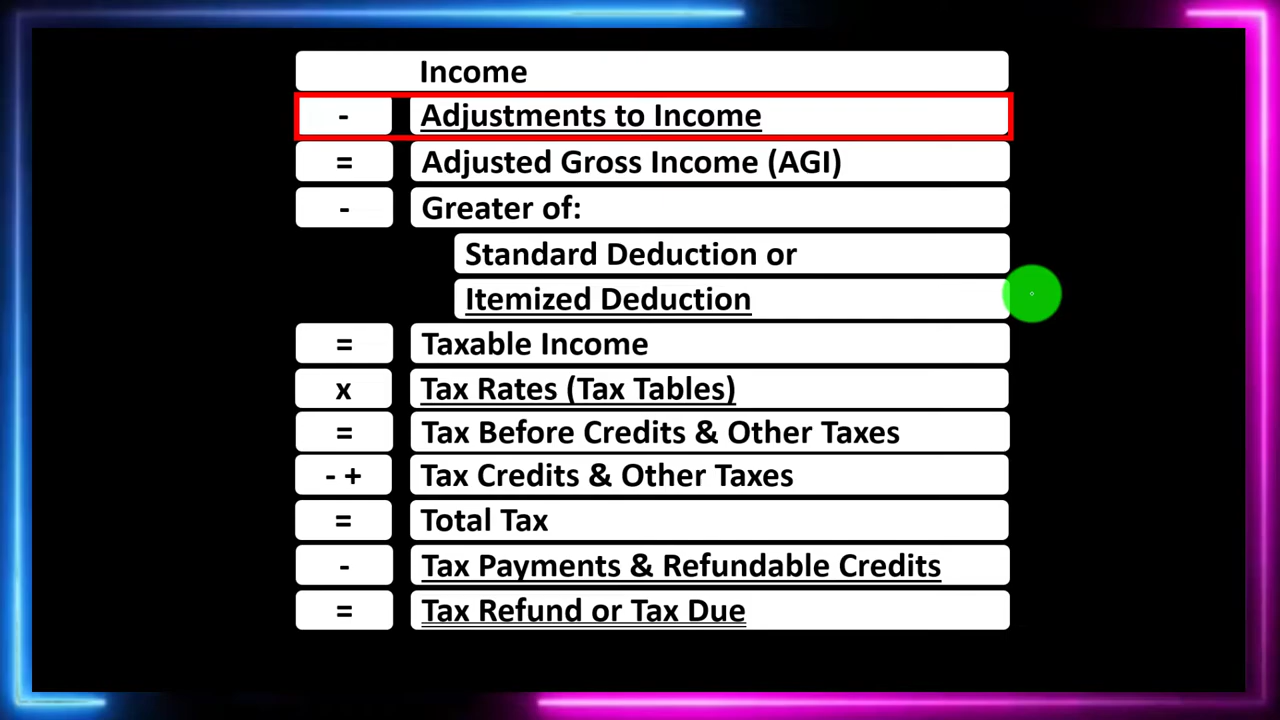 Income
- Adjustments to Income
= Adjusted Gross Income (AGI)
- Greater of:
Standard Deduction or
Itemized Deduction
= Taxable Income
x Tax Rates (Tax Tables)
= Tax Before Credits & Other Taxes
- + Tax Credits & Other Taxes
= Total Tax
- Tax Payments & Refundable Credits
= Tax Refund or Tax Due